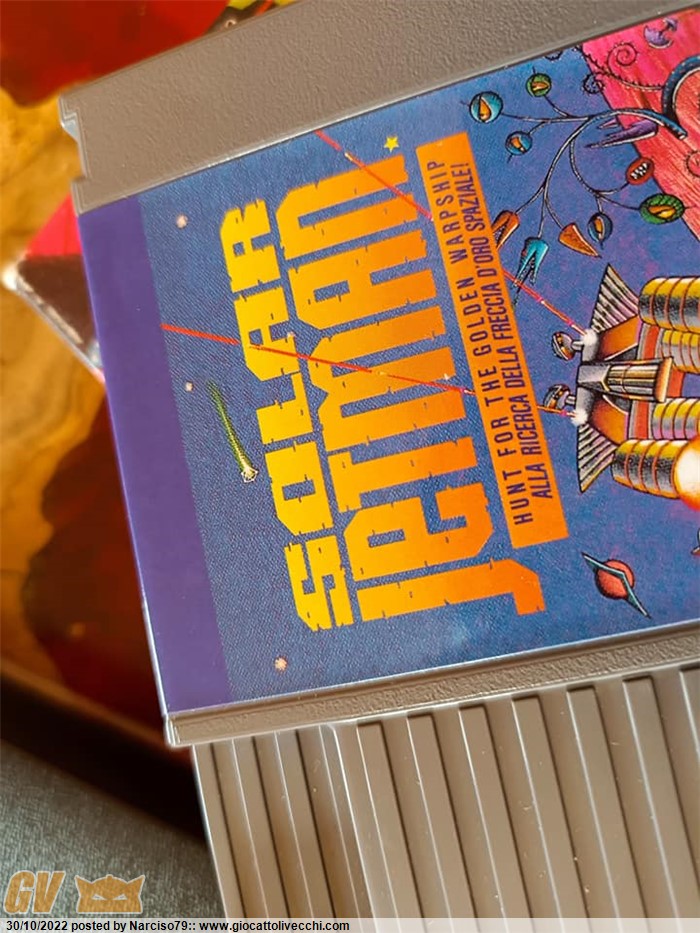 SOLAR
JETMAN
HUNT FOR THE GOLDEN WARPSHIP
ALLA RICERCA DELLA FRECCIA D'ORO SPAZIALE!
GV
30/10/2022 posted by Narciso79:: www.giocattolivecchi.com